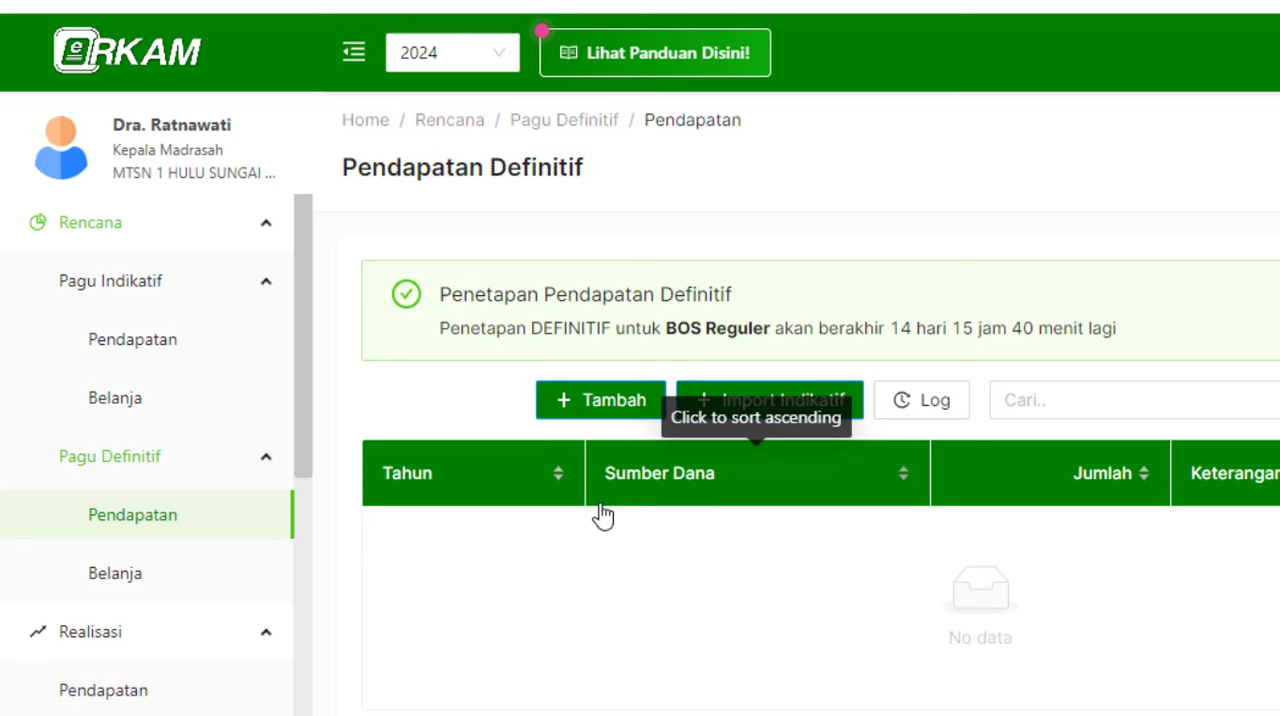 eRKAM
2024
Lihat Panduan Disini!
Dra. Ratnawati
Kepala Madrasah
MTSN 1 HULU SUNGAI ...
Home / Rencana / Pagu Definitif / Pendapatan
Pendapatan Definitif
Rencana
Pagu Indikatif
Pendapatan
Belanja
Pagu Definitif
Pendapatan
Belanja
Realisasi
Pendapatan
Penetapan Pendapatan Definitif
Penetapan DEFINITIF untuk BOS Reguler akan berakhir 14 hari 15 jam 40 menit lagi
+ Tambah
+ Import Indikatif
Log
Cari..
Click to sort ascending
Tahun
Sumber Dana
Jumlah
Keterangan
No data